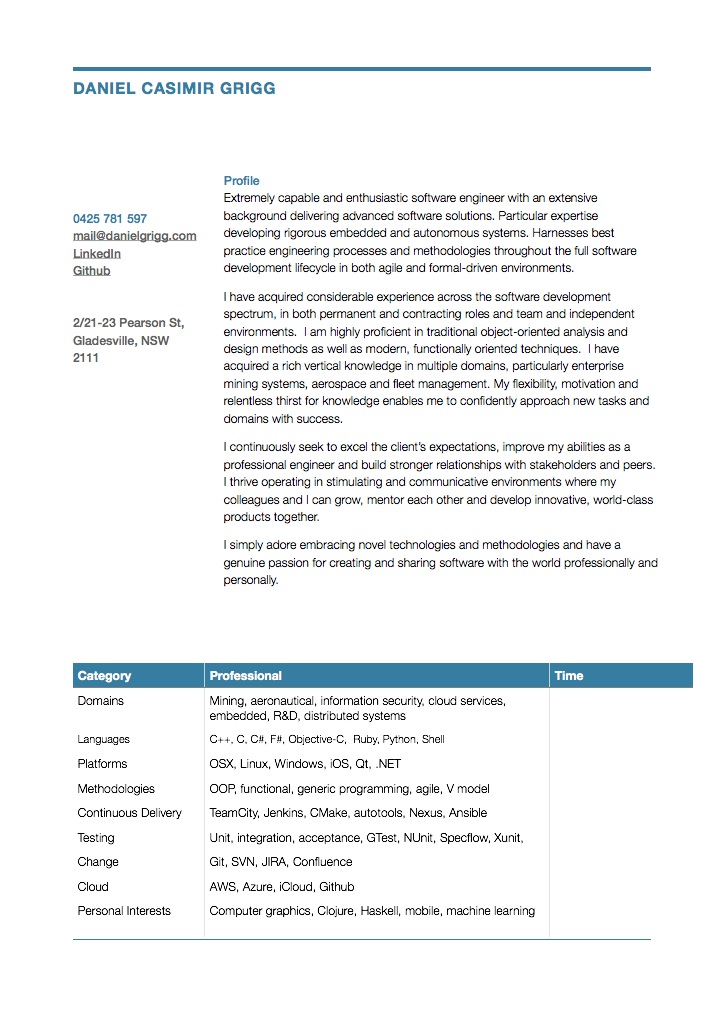 DANIEL CASIMIR GRIGG
0425 781 597
mail@danielgrigg.com
LinkedIn
Github
2/21-23 Pearson St,
Gladesville, NSW
2111
Profile
Extremely capable and enthusiastic software engineer with an extensive
background delivering advanced software solutions. Particular expertise
developing rigorous embedded and autonomous systems. Harnesses best
practice engineering processes and methodologies throughout the full software
development lifecycle in both agile and formal-driven environments.
I have acquired considerable experience across the software development
spectrum, in both permanent and contracting roles and team and independent
environments.  I am highly proficient in traditional object-oriented analysis and
design methods as well as modern, functionally oriented techniques.  I have
acquired a rich vertical knowledge in multiple domains, particularly enterprise
mining systems, aerospace and fleet management. My flexibility, motivation and
relentless thirst for knowledge enables me to confidently approach new tasks and
domains with success.
I continuously seek to excel the client’s expectations, improve my abilities as a
professional engineer and build stronger relationships with stakeholders and peers.
I thrive operating in stimulating and communicative environments where my
colleagues and I can grow, mentor each other and develop innovative, world-class
products together.
I simply adore embracing novel technologies and methodologies and have a
genuine passion for creating and sharing software with the world professionally and
personally.
Category Professional Time
Domains Mining, aeronautical, information security, cloud services,
embedded, R&D, distributed systems
Languages C++, C, C#, F#, Objective-C,  Ruby, Python, Shell
Platforms OSX, Linux, Windows, iOS, Qt, .NET
Methodologies OOP, functional, generic programming, agile, V model
Continuous Delivery TeamCity, Jenkins, CMake, autotools, Nexus, Ansible
Testing Unit, integration, acceptance, GTest, NUnit, Specflow, Xunit,
Change Git, SVN, JIRA, Confluence
Cloud AWS, Azure, iCloud, Github
Personal Interests Computer graphics, Clojure, Haskell, mobile, machine learning